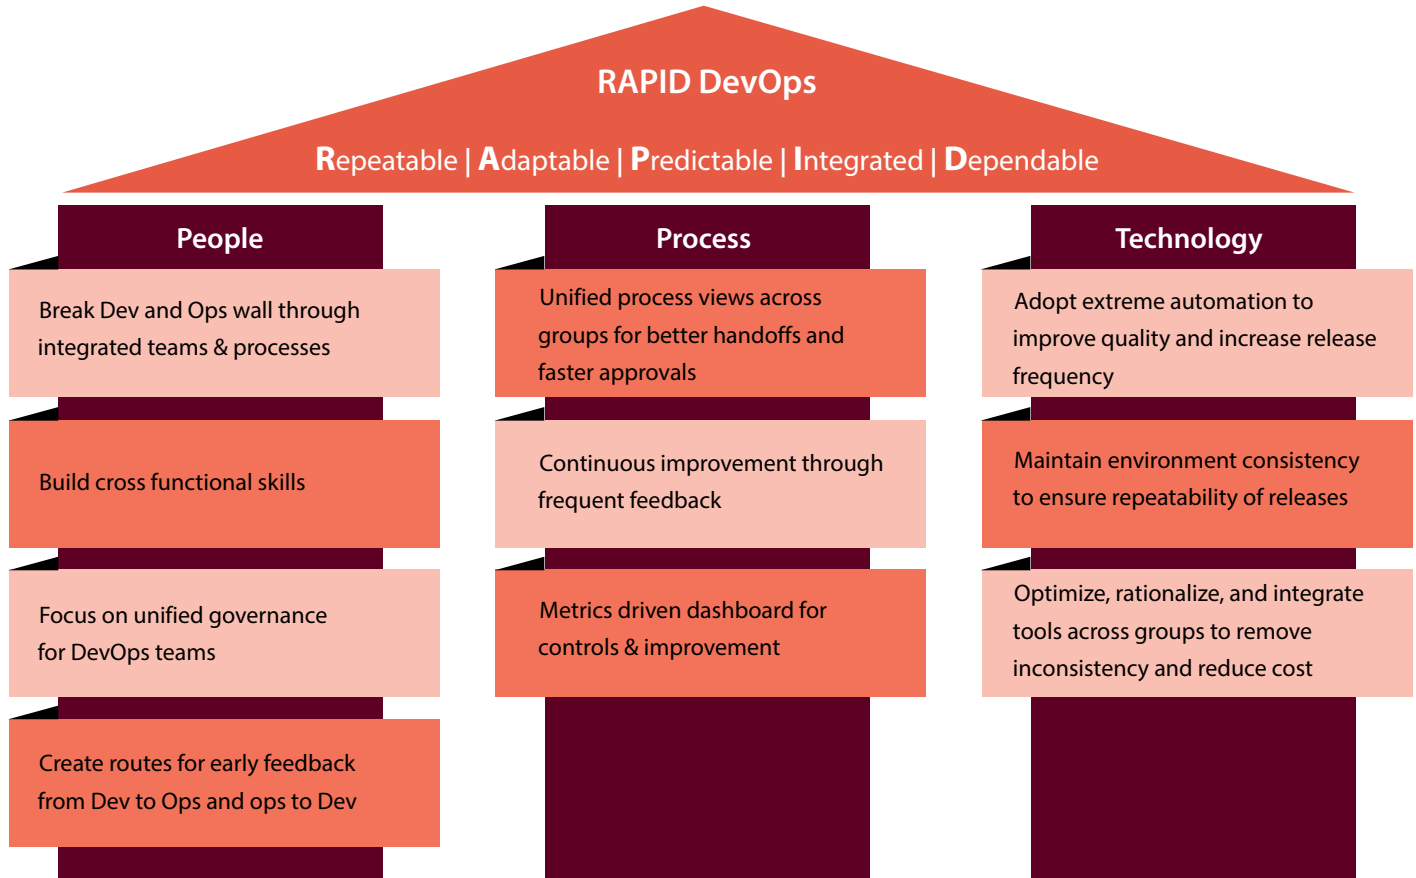 RAPID DevOps
Repeatable | Adaptable | Predictable | Integrated | Dependable
People
Break Dev and Ops wall through
integrated teams & processes
Build cross functional skills
Focus on unified governance
for DevOps teams
Create routes for early feedback
from Dev to Ops and ops to Dev
Process
Unified process views across
groups for better handoffs and
faster approvals
Continuous improvement through
frequent feedback
Metrics driven dashboard for
controls & improvement
Technology
Adopt extreme automation to
improve quality and increase release
frequency
Maintain environment consistency
to ensure repeatability of releases
Optimize, rationalize, and integrate
tools across groups to remove
inconsistency and reduce cost